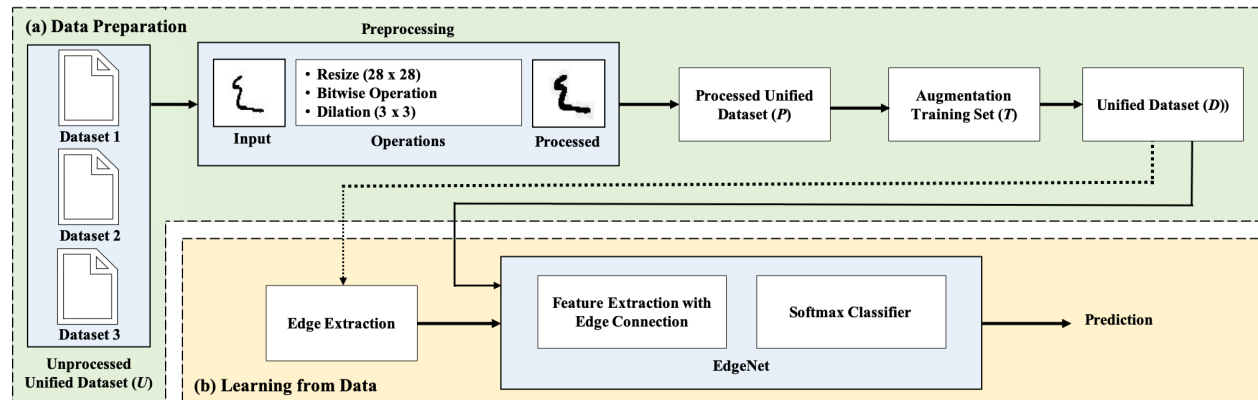 (a) Data Preparation
Dataset 1
Dataset 2
Dataset 3
Unprocessed
Unified Dataset (U)
Preprocessing
Input
• Resize (28 x 28)
• Bitwise Operation
• Dilation (3 x 3)
Operations
Processed
Processed Unified
Dataset (P)
Augmentation
Training Set (T)
Unified Dataset (D))
(b) Learning from Data
Edge Extraction
Feature Extraction with
Edge Connection
Softmax Classifier
EdgeNet
Prediction